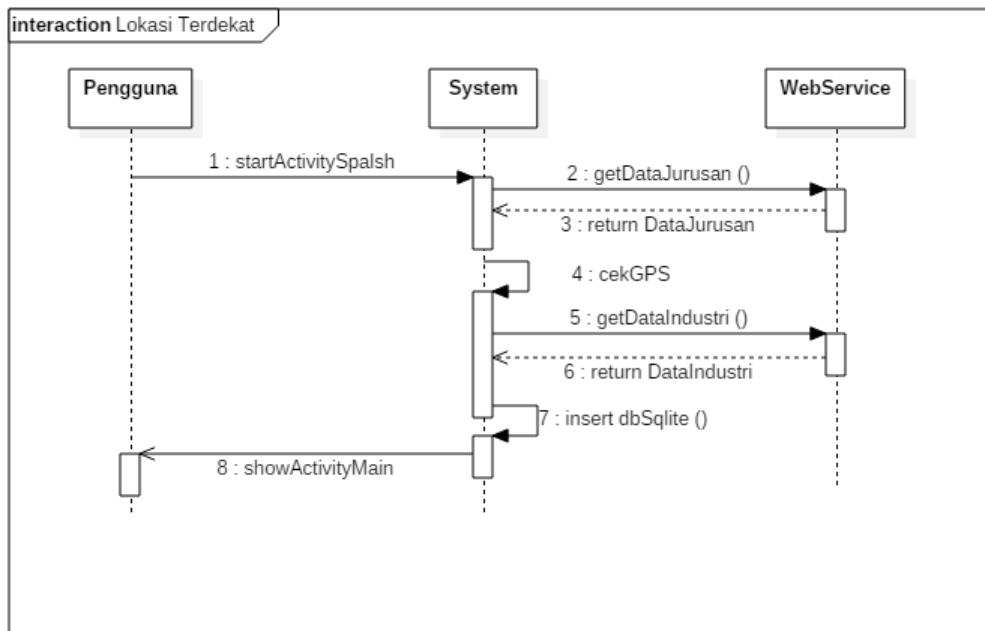 interaction Lokasi Terdekat
Pengguna
System
WebService
1 : startActivitySpalsh
2 : getDataJurusan ()
3 : return DataJurusan
4 : cekGPS
5 : getDataIndustri ()
6 : return DataIndustri
7 : insert dbSqlite ()
8 : showActivityMain